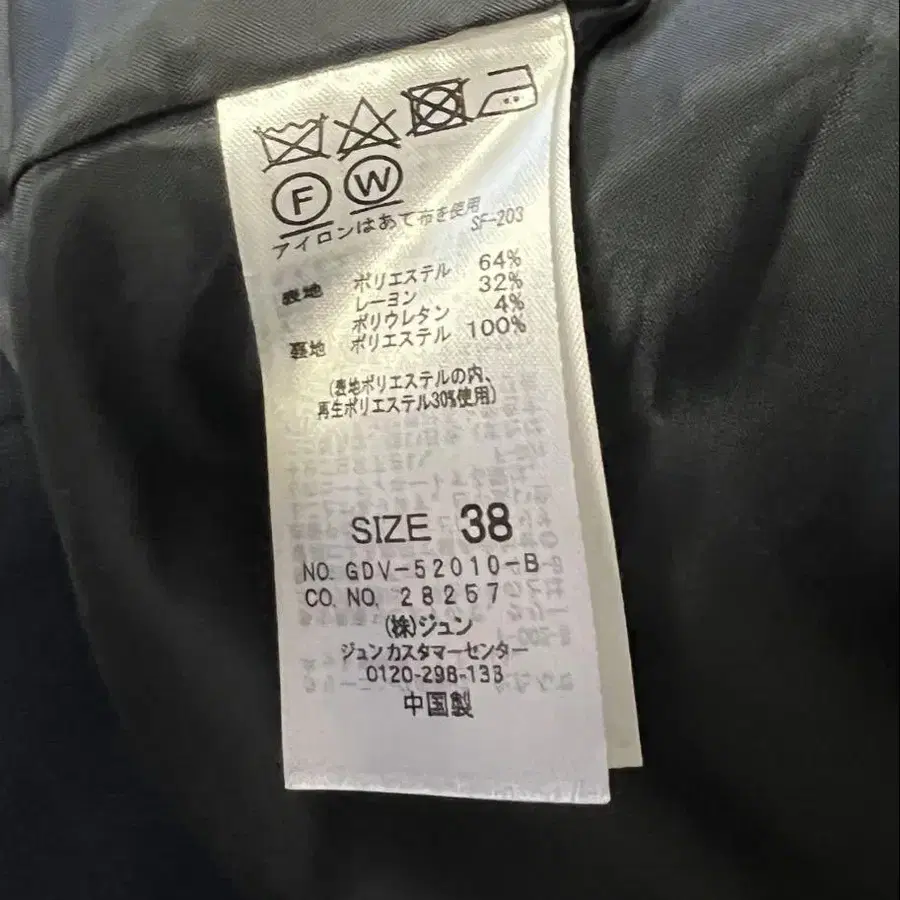 F W
アイロンはあて布を使用
SF-203
表地 ポリエステル 64%
レーヨン 32%
ポリウレタン 4%
裏地 ポリエステル 100%
(表地ポリエステルの内、
再生ポリエステル30%使用)
SIZE 38
NO. GDV-52010-B
CO. NO. 28257
(株)ジュン
ジュンカスタマーセンター
0120-298-133
中国製